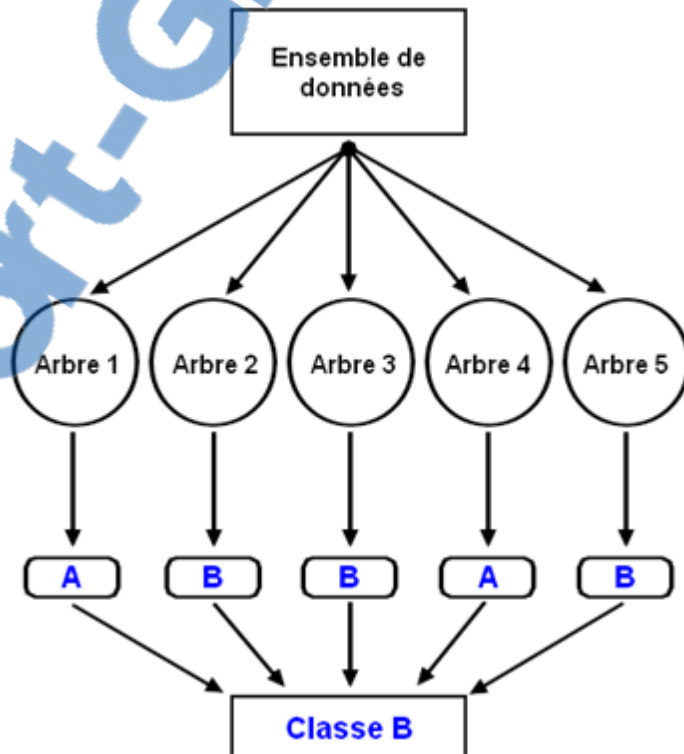 Ensemble de
données
Arbre 1
Arbre 2
Arbre 3
Arbre 4
Arbre 5
A
B
B
A
B
Classe B